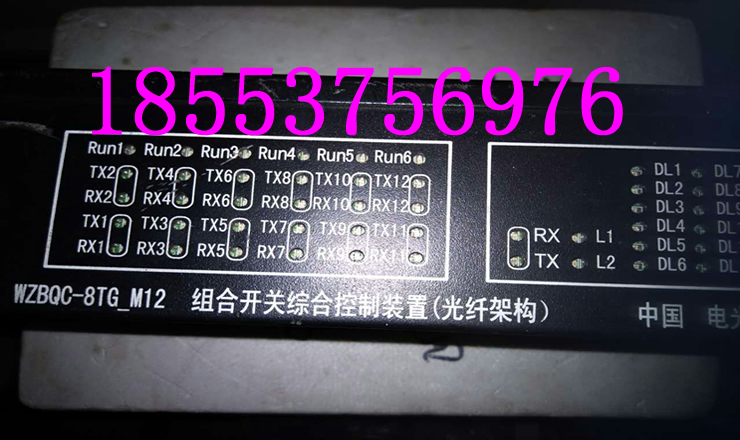 18553756976
Run1 Run2 Run3 Run4 Run5 Run6
TX2 TX4 TX6 TX8 TX10 TX12
RX2 RX4 RX6 RX8 RX10 RX12
TX1 TX3 TX5 TX7 TX9 TX11
RX1 RX3 RX5 RX7 RX9 RX11
DL1
DL2
DL3
RX L1 DL4
DL5
TX L2 DL6
WZBQC-8TG_M12 组合开关综合控制装置(光纤架构)
中国 电光